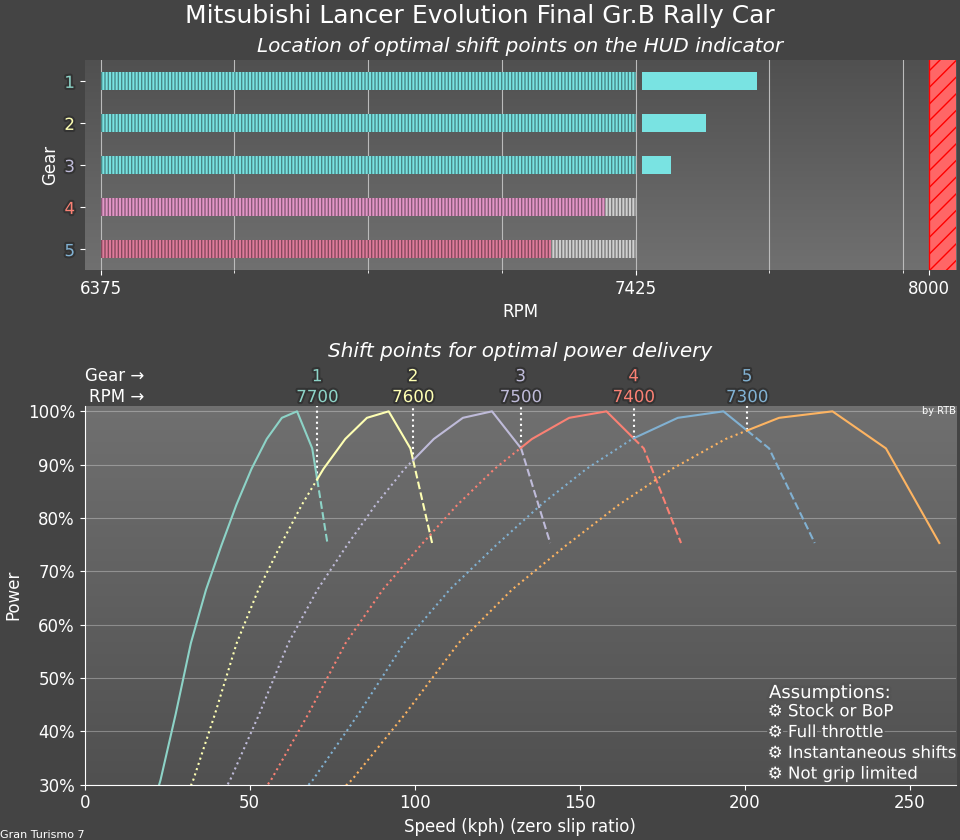 Mitsubishi Lancer Evolution Final Gr.B Rally Car
Location of optimal shift points on the HUD indicator
Gear
1
2
3
4
5
6375 7425 8000
RPM
Shift points for optimal power delivery
Gear → 1 2 3 4 5
RPM → 7700 7600 7500 7400 7300
by RTB
Power
100%
90%
80%
70%
60%
50%
40%
30%
Assumptions:
⚙ Stock or BoP
⚙ Full throttle
⚙ Instantaneous shifts
⚙ Not grip limited
0 50 100 150 200 250
Speed (kph) (zero slip ratio)
Gran Turismo 7